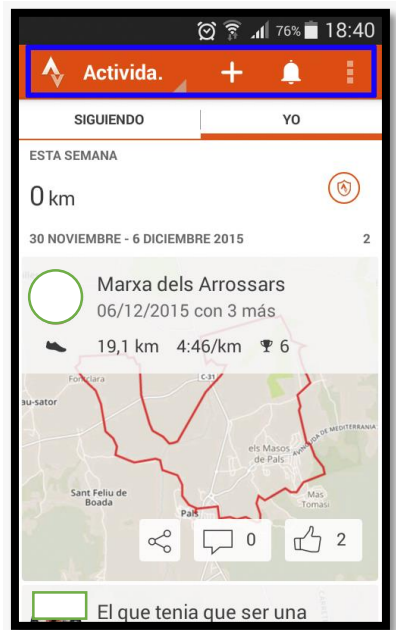 76% 18:40
Activida.
SIGUIENDO YO
ESTA SEMANA
0 km
30 NOVIEMBRE - 6 DICIEMBRE 2015 2
Marxa dels Arrossars
06/12/2015 con 3 más
19,1 km 4:46/km 6
Fontclara
C-31
au-sator
AVINGUDA DE MEDITERRANIA
els Masos
de Pals
Sant Feliu de
Boada
Mas
Tomasi
Pals
0 2
El que tenia que ser una